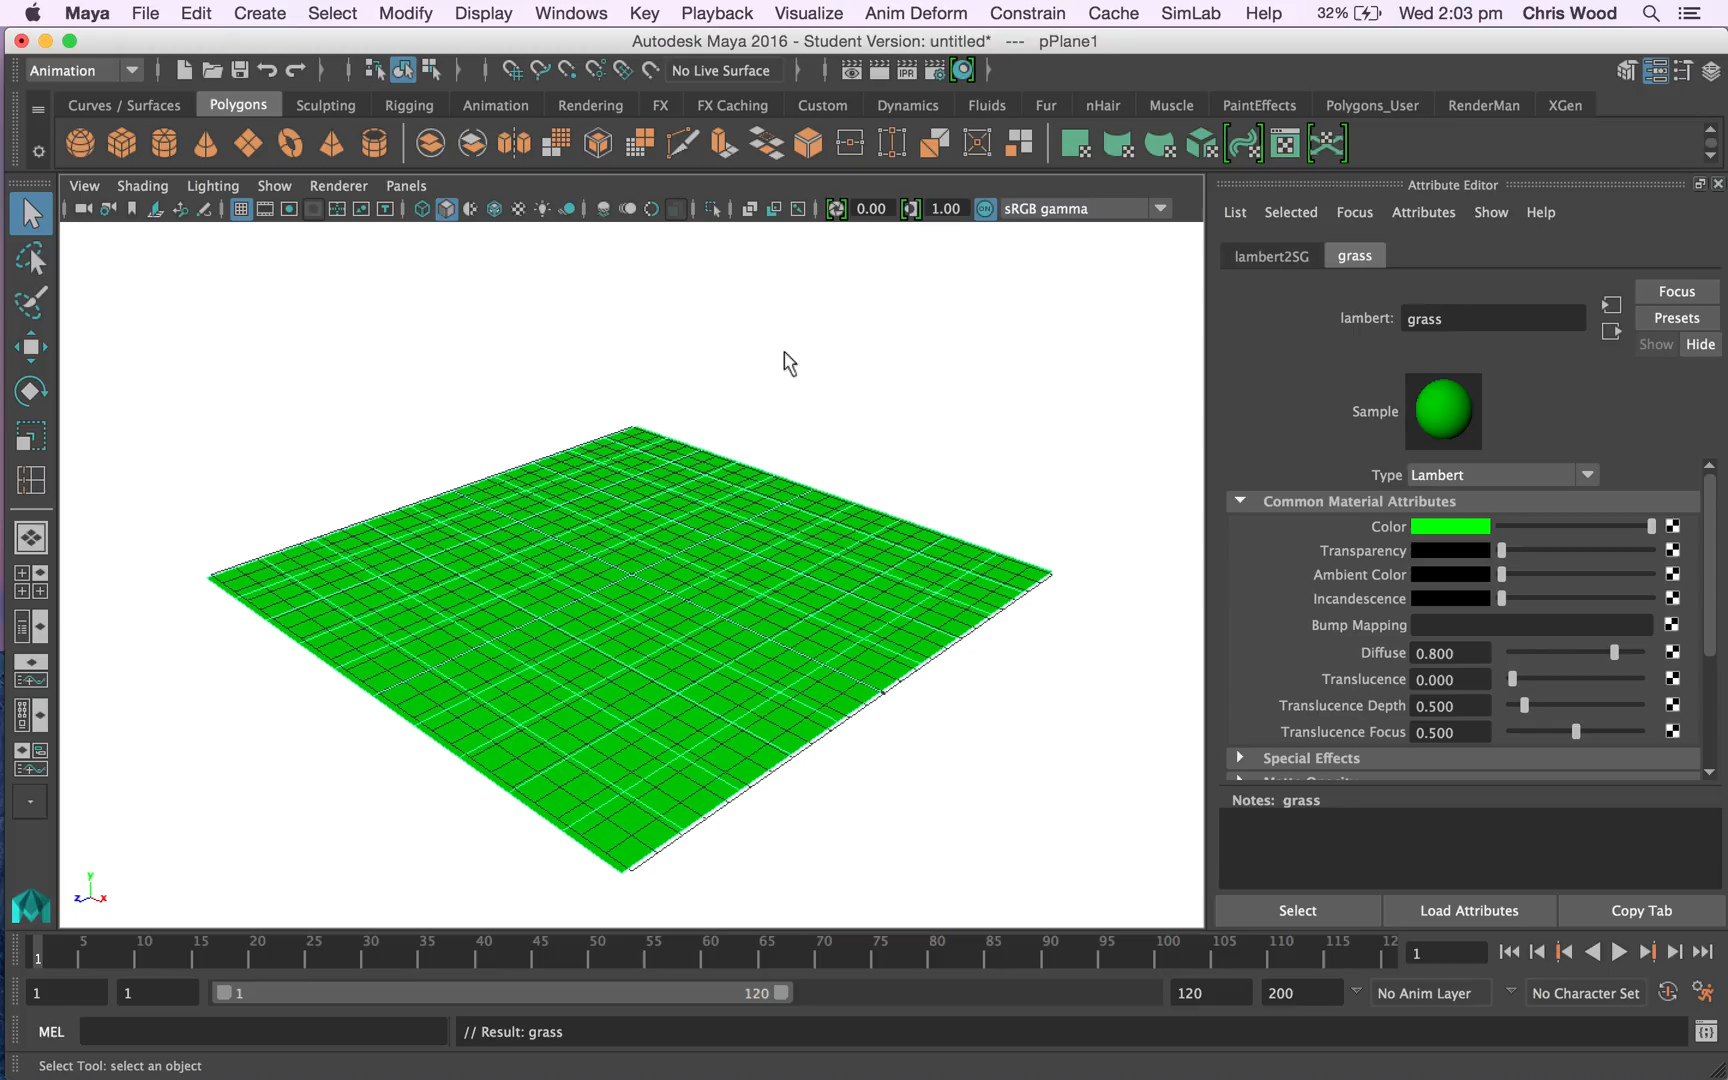 Maya File Edit Create Select Modify Display Windows Key Playback Visualize Anim Deform Constrain Cache SimLab Help 32% Wed 2:03 pm Chris Wood
Autodesk Maya 2016 - Student Version: untitled* --- pPlane1
Animation No Live Surface IPR
Curves / Surfaces Polygons Sculpting Rigging Animation Rendering FX FX Caching Custom Dynamics Fluids Fur nHair Muscle PaintEffects Polygons_User RenderMan XGen
View Shading Lighting Show Renderer Panels
0.00 1.00 ON sRGB gamma
Attribute Editor
List Selected Focus Attributes Show Help
lambert2SG grass
Focus
lambert: grass
Presets
Show Hide
Sample
Type Lambert
Common Material Attributes
Color
Transparency
Ambient Color
Incandescence
Bump Mapping
Diffuse 0.800
Translucence 0.000
Translucence Depth 0.500
Translucence Focus 0.500
Special Effects
Notes: grass
Select Load Attributes Copy Tab
y
z x
5 10 15 20 25 30 35 40 45 50 55 60 65 70 75 80 85 90 95 100 105 110 115 12
1 1
1 1 1 120 120 200 No Anim Layer No Character Set
MEL // Result: grass
Select Tool: select an object